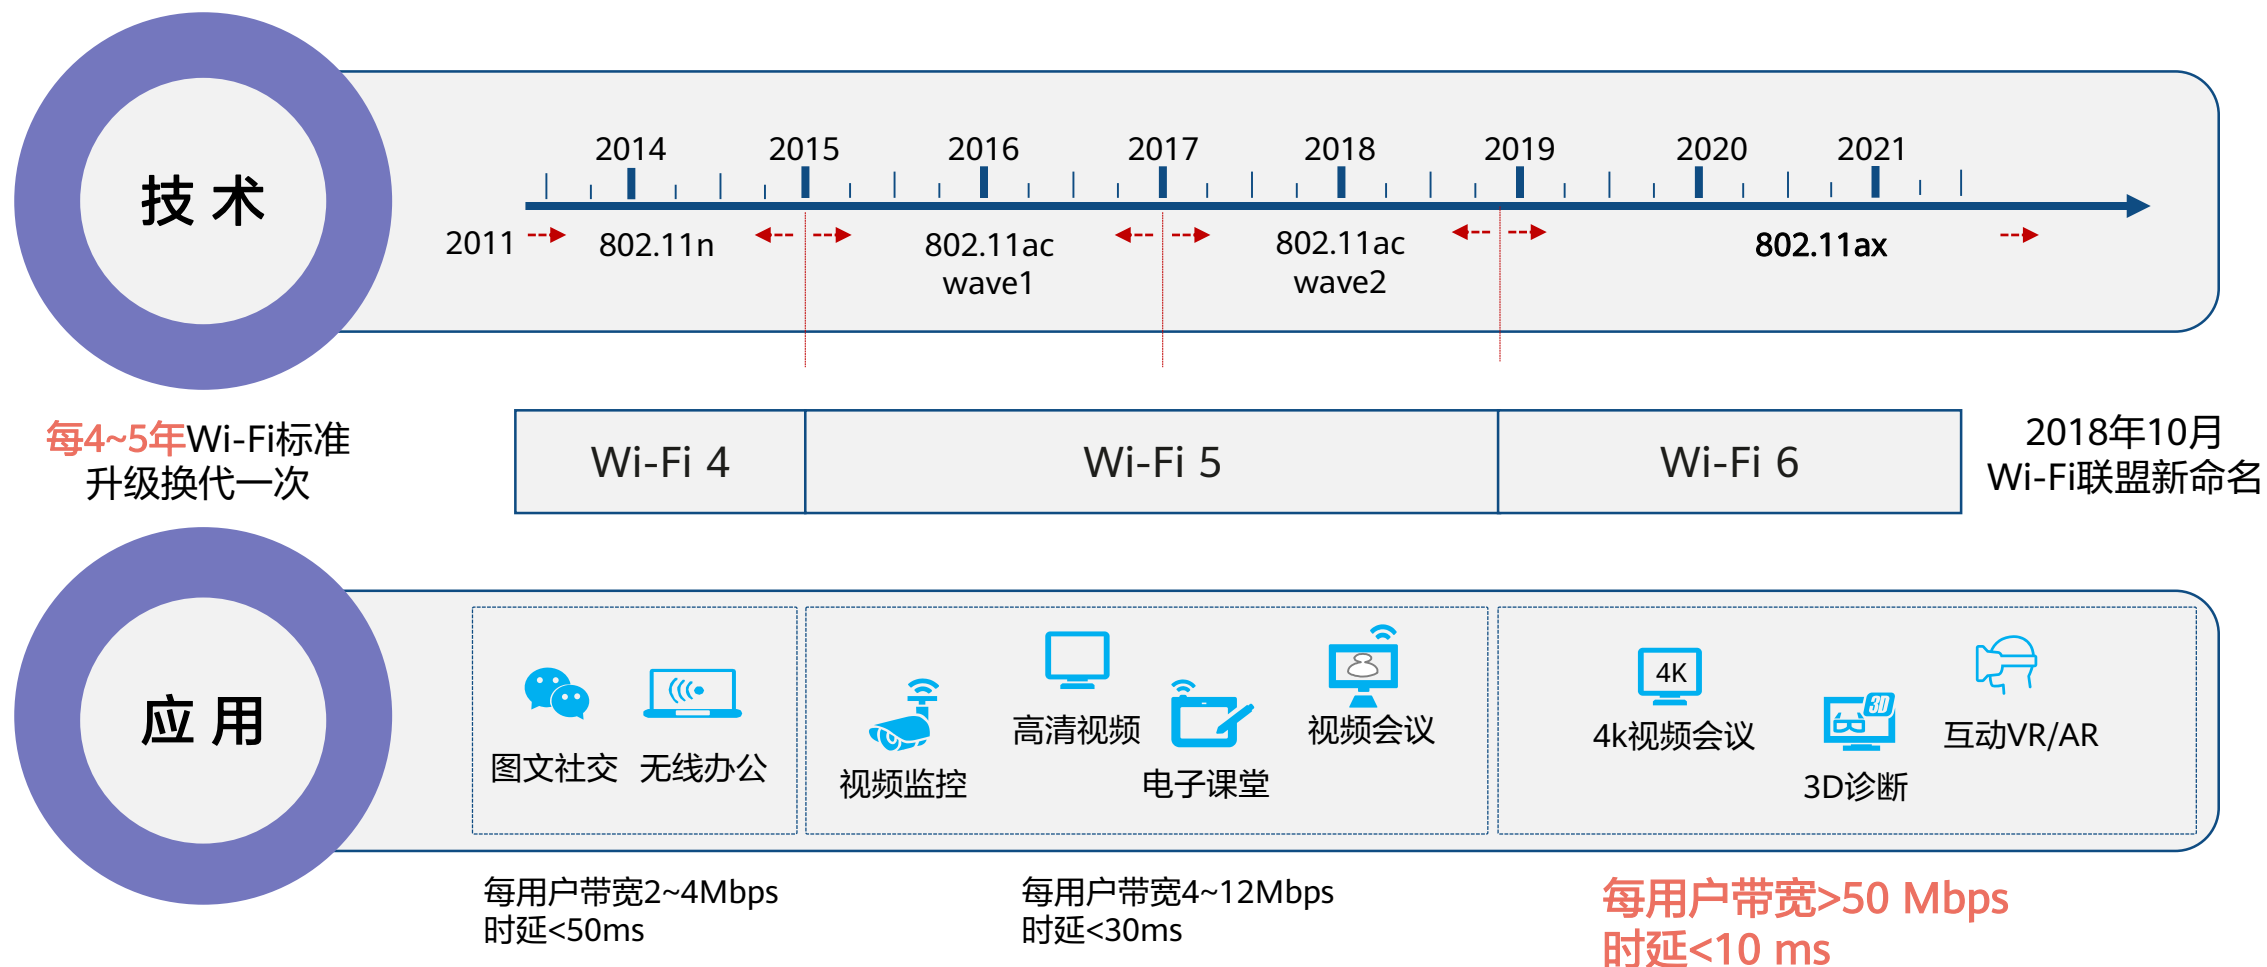 技 术
2014
2015
2016
2017
2018
2019
2020
2021
2011
802.11n
802.11ac
wave1
802.11ac
wave2
802.11ax
每4~5年Wi-Fi标准
升级换代一次
Wi-Fi 4
Wi-Fi 5
Wi-Fi 6
2018年10月
Wi-Fi联盟新命名
应 用
图文社交
无线办公
视频监控
高清视频
电子课堂
视频会议
4K
4k视频会议
3D
3D诊断
互动VR/AR
每用户带宽2~4Mbps
时延<50ms
每用户带宽4~12Mbps
时延<30ms
每用户带宽>50 Mbps
时延<10 ms